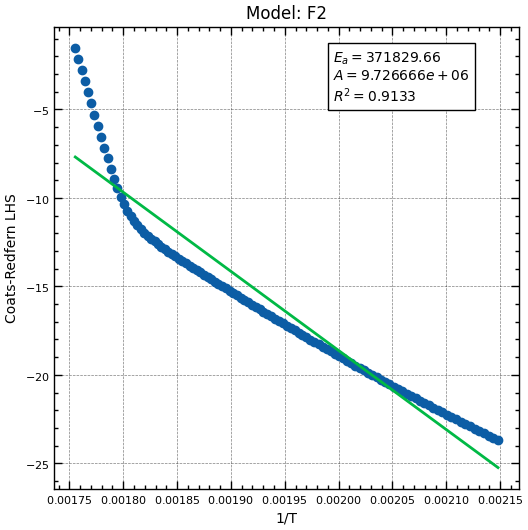 Model: F2
E_a = 371829.66
A = 9.726666e + 06
R^2 = 0.9133
−5
−10
−15
−20
−25
Coats-Redfern LHS
0.00175 0.00180 0.00185 0.00190 0.00195 0.00200 0.00205 0.00210 0.00215
1/T